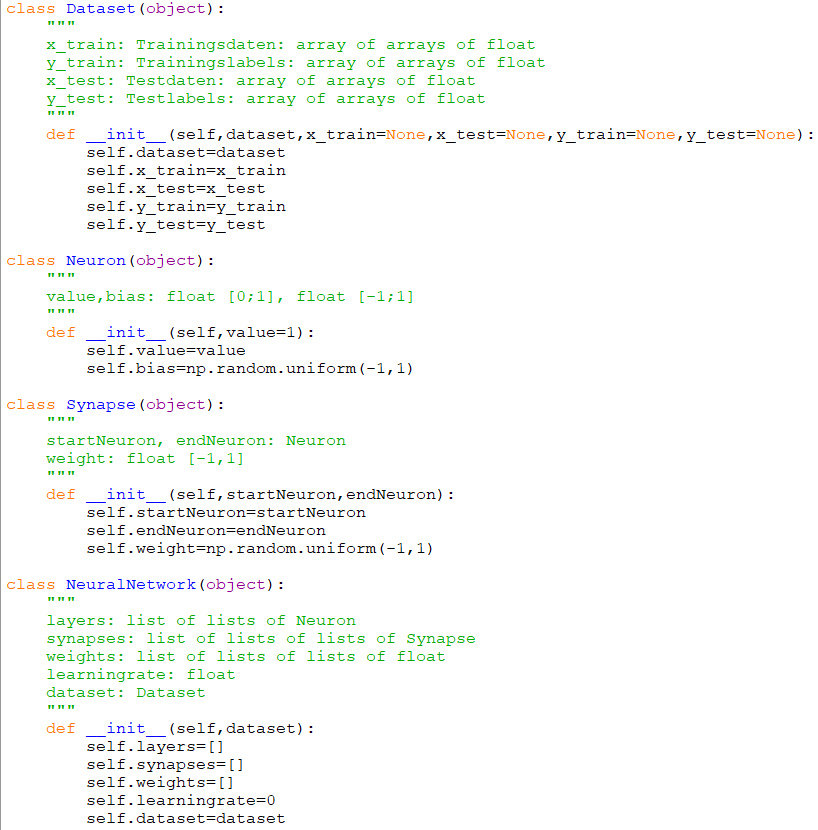 class Dataset(object):
    """
    x_train: Trainingsdaten: array of arrays of float
    y_train: Trainingslabels: array of arrays of float
    x_test: Testdaten: array of arrays of float
    y_test: Testlabels: array of arrays of float
    """
    def __init__(self,dataset,x_train=None,x_test=None,y_train=None,y_test=None):
        self.dataset=dataset
        self.x_train=x_train
        self.x_test=x_test
        self.y_train=y_train
        self.y_test=y_test

class Neuron(object):
    """
    value,bias: float [0;1], float [-1;1]
    """
    def __init__(self,value=1):
        self.value=value
        self.bias=np.random.uniform(-1,1)

class Synapse(object):
    """
    startNeuron, endNeuron: Neuron
    weight: float [-1,1]
    """
    def __init__(self,startNeuron,endNeuron):
        self.startNeuron=startNeuron
        self.endNeuron=endNeuron
        self.weight=np.random.uniform(-1,1)

class NeuralNetwork(object):
    """
    layers: list of lists of Neuron
    synapses: list of lists of lists of Synapse
    weights: list of lists of lists of float
    learningrate: float
    dataset: Dataset
    """
    def __init__(self,dataset):
        self.layers=[]
        self.synapses=[]
        self.weights=[]
        self.learningrate=0
        self.dataset=dataset